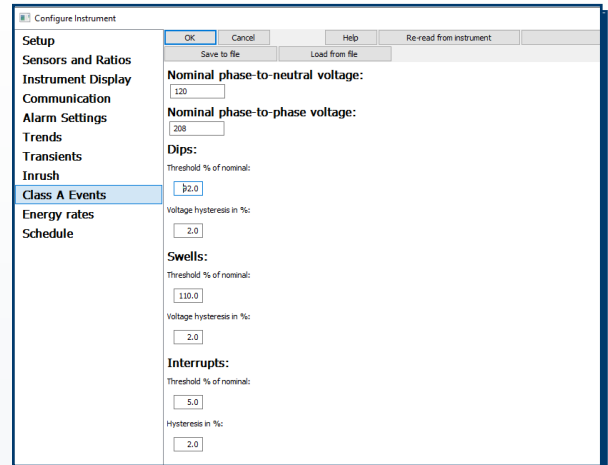 Configure Instrument
Setup
Sensors and Ratios
Instrument Display
Communication
Alarm Settings
Trends
Transients
Inrush
Class A Events
Energy rates
Schedule
OK Cancel Help Re-read from instrument
Save to file Load from file
Nominal phase-to-neutral voltage:
120
Nominal phase-to-phase voltage:
208
Dips:
Threshold % of nominal:
92.0
Voltage hysteresis in %:
2.0
Swells:
Threshold % of nominal:
110.0
Voltage hysteresis in %:
2.0
Interrupts:
Threshold % of nominal:
5.0
Hysteresis in %:
2.0